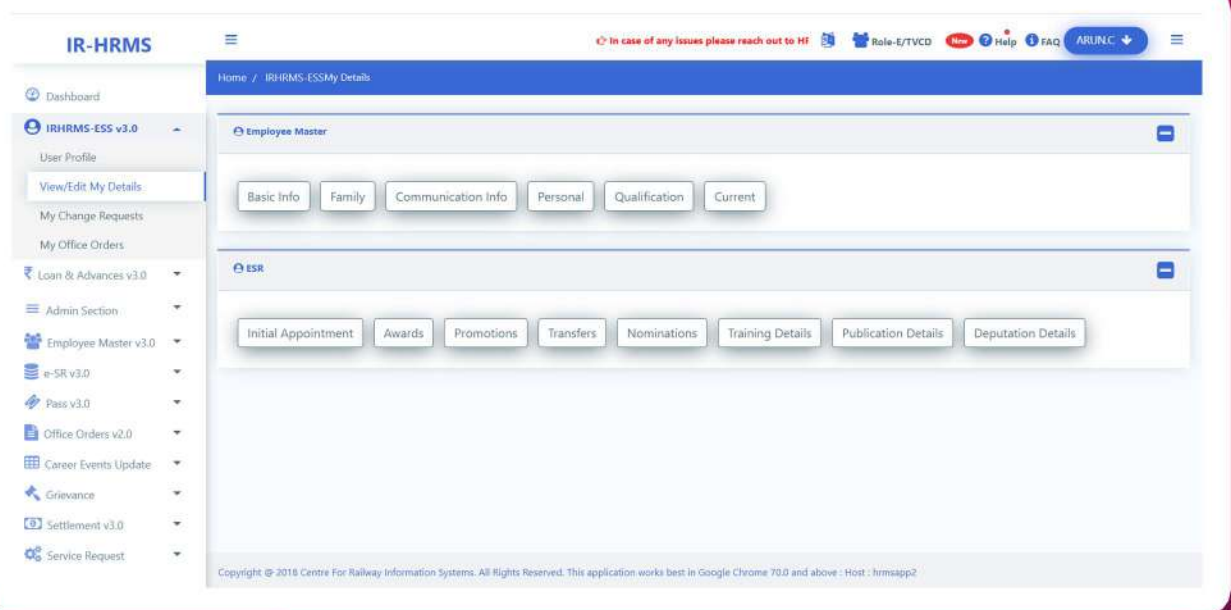 IR-HRMS
In case of any issues please reach out to HF
Role-E/TVCD
New
Help
FAQ
ARUN.C
Home / IRHRMS-ESSMy Details
Dashboard
IRHRMS-ESS v3.0
User Profile
View/Edit My Details
My Change Requests
My Office Orders
Loan & Advances v3.0
Admin Section
Employee Master v3.0
e-SR v3.0
Pass v3.0
Office Orders v2.0
Career Events Update
Grievance
Settlement v3.0
Service Request
Employee Master
Basic Info Family Communication Info Personal Qualification Current
ESR
Initial Appointment Awards Promotions Transfers Nominations Training Details Publication Details Deputation Details
Copyright @ 2018 Centre For Railway Information Systems. All Rights Reserved. This application works best in Google Chrome 70.0 and above : Host : hrmsapp2